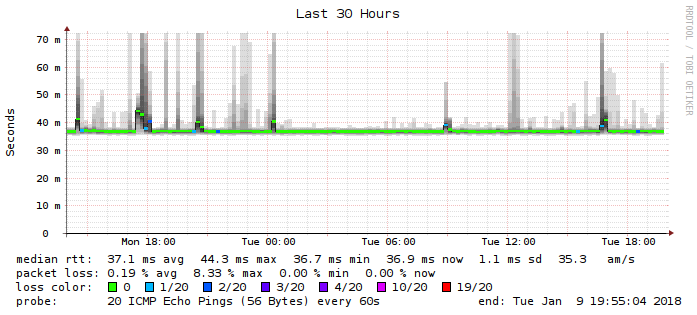 Last 30 Hours
RRDTOOL / TOBI OETIKER
Seconds
70 m
60 m
50 m
40 m
30 m
20 m
10 m
0
Mon 18:00 Tue 00:00 Tue 06:00 Tue 12:00 Tue 18:00
median rtt: 37.1 ms avg 44.3 ms max 36.7 ms min 36.9 ms now 1.1 ms sd 35.3 am/s
packet loss: 0.19 % avg 8.33 % max 0.00 % min 0.00 % now
loss color: 0 1/20 2/20 3/20 4/20 10/20 19/20
probe: 20 ICMP Echo Pings (56 Bytes) every 60s end: Tue Jan 9 19:55:04 2018